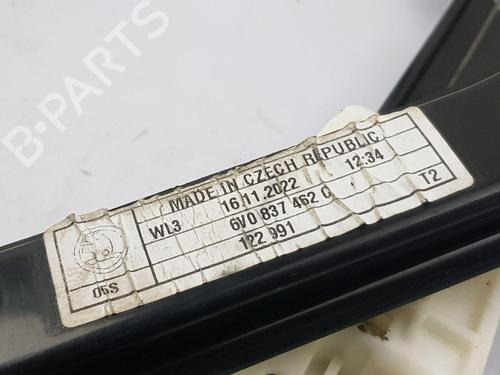 B-PARTS
MADE IN CZECH REPUBLIC
WL3 16.11.2022 12:34
6V0 837 462 C
122 991 T2
05S